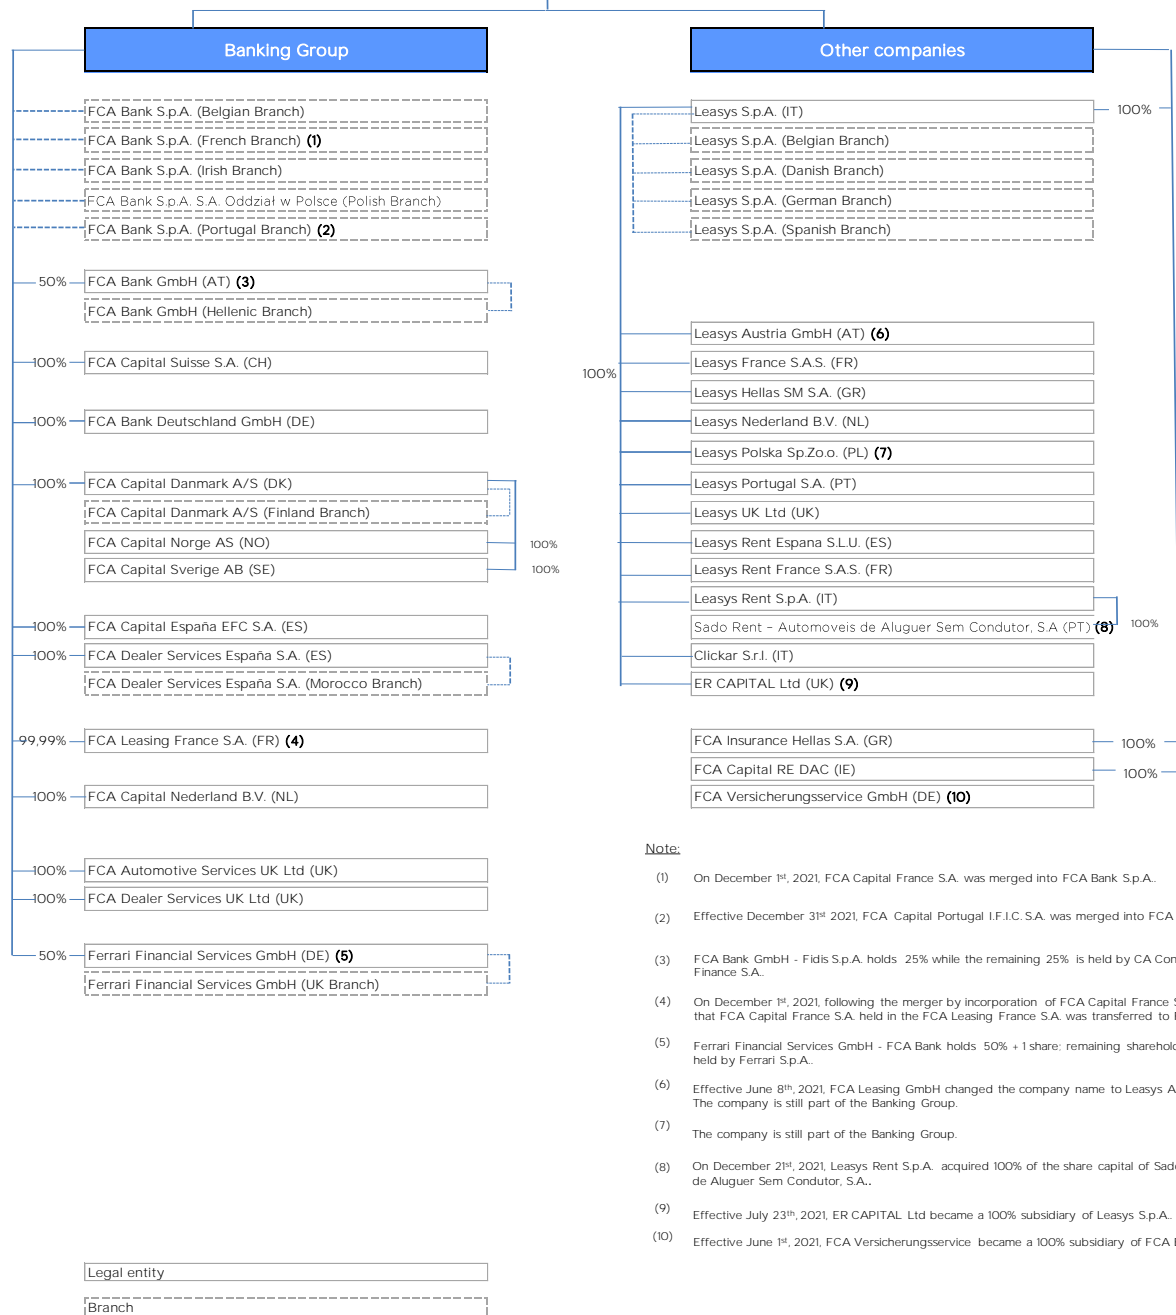 Banking Group
Other companies
FCA Bank S.p.A. (Belgian Branch)
FCA Bank S.p.A. (French Branch) (1)
FCA Bank S.p.A. (Irish Branch)
FCA Bank S.p.A. S.A. Oddział w Polsce (Polish Branch)
FCA Bank S.p.A. (Portugal Branch) (2)
50% FCA Bank GmbH (AT) (3)
FCA Bank GmbH (Hellenic Branch)
100% FCA Capital Suisse S.A. (CH)
100% FCA Bank Deutschland GmbH (DE)
100% FCA Capital Danmark A/S (DK)
FCA Capital Danmark A/S (Finland Branch)
FCA Capital Norge AS (NO) 100%
FCA Capital Sverige AB (SE) 100%
100% FCA Capital España EFC S.A. (ES)
100% FCA Dealer Services España S.A. (ES)
FCA Dealer Services España S.A. (Morocco Branch)
99,99% FCA Leasing France S.A. (FR) (4)
100% FCA Capital Nederland B.V. (NL)
100% FCA Automotive Services UK Ltd (UK)
100% FCA Dealer Services UK Ltd (UK)
50% Ferrari Financial Services GmbH (DE) (5)
Ferrari Financial Services GmbH (UK Branch)
Leasys S.p.A. (IT) 100%
Leasys S.p.A. (Belgian Branch)
Leasys S.p.A. (Danish Branch)
Leasys S.p.A. (German Branch)
Leasys S.p.A. (Spanish Branch)
100%
Leasys Austria GmbH (AT) (6)
Leasys France S.A.S. (FR)
Leasys Hellas SM S.A. (GR)
Leasys Nederland B.V. (NL)
Leasys Polska Sp.Zo.o. (PL) (7)
Leasys Portugal S.A. (PT)
Leasys UK Ltd (UK)
Leasys Rent Espana S.L.U. (ES)
Leasys Rent France S.A.S. (FR)
Leasys Rent S.p.A. (IT)
Sado Rent – Automoveis de Aluguer Sem Condutor, S.A (PT) (8) 100%
Clickar S.r.l. (IT)
ER CAPITAL Ltd (UK) (9)
FCA Insurance Hellas S.A. (GR) 100%
FCA Capital RE DAC (IE) 100%
FCA Versicherungsservice GmbH (DE) (10)
Note:
(1) On December 1st, 2021, FCA Capital France S.A. was merged into FCA Bank S.p.A..
(2) Effective December 31st 2021, FCA Capital Portugal I.F.I.C. S.A. was merged into FCA
(3) FCA Bank GmbH - Fidis S.p.A. holds 25% while the remaining 25% is held by CA Con
Finance S.A..
(4) On December 1st, 2021, following the merger by incorporation of FCA Capital France S
that FCA Capital France S.A. held in the FCA Leasing France S.A. was transferred to
(5) Ferrari Financial Services GmbH - FCA Bank holds 50% + 1 share; remaining sharehold
held by Ferrari S.p.A..
(6) Effective June 8th, 2021, FCA Leasing GmbH changed the company name to Leasys A
The company is still part of the Banking Group.
(7) The company is still part of the Banking Group.
(8) On December 21st, 2021, Leasys Rent S.p.A. acquired 100% of the share capital of Sado
de Aluguer Sem Condutor, S.A..
(9) Effective July 23th, 2021, ER CAPITAL Ltd became a 100% subsidiary of Leasys S.p.A..
(10) Effective June 1st, 2021, FCA Versicherungsservice became a 100% subsidiary of FCA
Legal entity
Branch